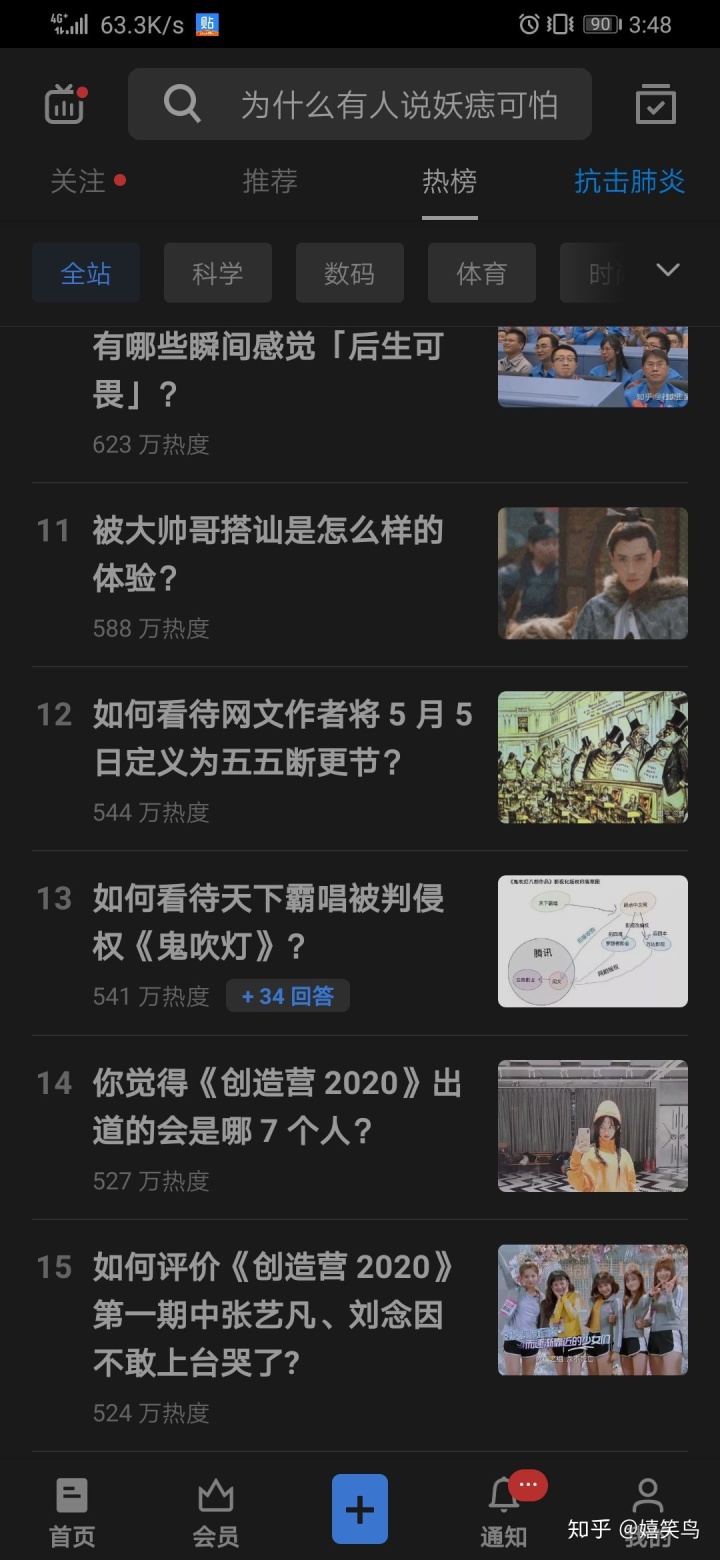 4G+ 63.3K/s 贴 90 3:48
为什么有人说妖痣可怕
关注 推荐 热榜 抗击肺炎
全站 科学 数码 体育
有哪些瞬间感觉「后生可
畏」?
623 万热度
11 被大帅哥搭讪是怎么样的
体验?
588 万热度
12 如何看待网文作者将 5 月 5
日定义为五五断更节?
544 万热度
13 如何看待天下霸唱被判侵
权《鬼吹灯》?
541 万热度 + 34 回答
天下霸唱
腾讯
14 你觉得《创造营 2020》出
道的会是哪 7 个人?
527 万热度
15 如何评价《创造营 2020》
第一期中张艺凡、刘念因
不敢上台哭了?
524 万热度
首页 会员 + 通知 我的
知乎 @嬉笑鸟